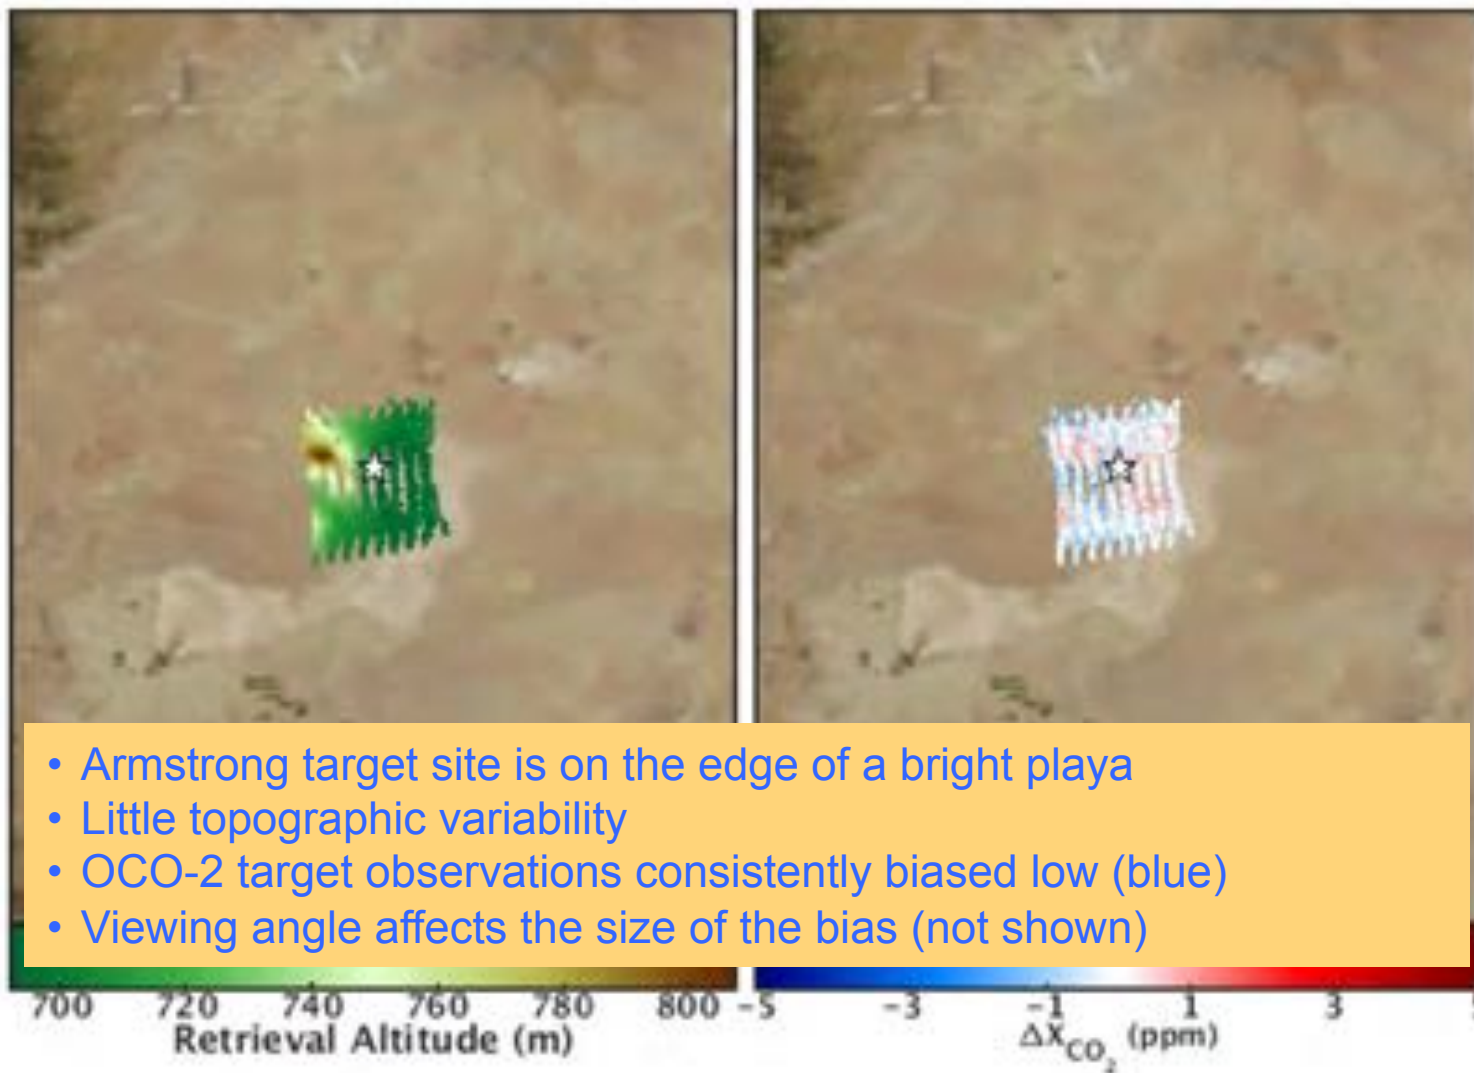 • Armstrong target site is on the edge of a bright playa
• Little topographic variability
• OCO-2 target observations consistently biased low (blue)
• Viewing angle affects the size of the bias (not shown)
700 720 740 760 780 800
Retrieval Altitude (m)
-5 -3 -1 1 3
ΔXCO2 (ppm)